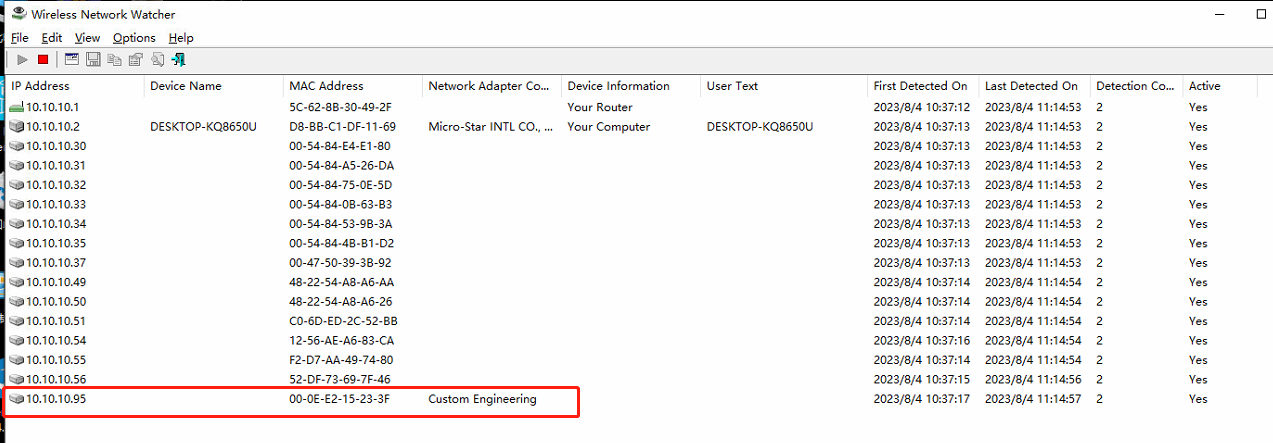 Wireless Network Watcher
File Edit View Options Help
IP Address Device Name MAC Address Network Adapter Co... Device Information User Text First Detected On Last Detected On Detection Co... Active
10.10.10.1 5C-62-8B-30-49-2F Your Router 2023/8/4 10:37:12 2023/8/4 11:14:53 2 Yes
10.10.10.2 DESKTOP-KQ8650U D8-BB-C1-DF-11-69 Micro-Star INTL CO., ... Your Computer DESKTOP-KQ8650U 2023/8/4 10:37:13 2023/8/4 11:14:53 2 Yes
10.10.10.30 00-54-84-E4-E1-80 2023/8/4 10:37:13 2023/8/4 11:14:53 2 Yes
10.10.10.31 00-54-84-A5-26-DA 2023/8/4 10:37:13 2023/8/4 11:14:53 2 Yes
10.10.10.32 00-54-84-75-0E-5D 2023/8/4 10:37:13 2023/8/4 11:14:53 2 Yes
10.10.10.33 00-54-84-0B-63-B3 2023/8/4 10:37:13 2023/8/4 11:14:53 2 Yes
10.10.10.34 00-54-84-53-9B-3A 2023/8/4 10:37:13 2023/8/4 11:14:53 2 Yes
10.10.10.35 00-54-84-4B-B1-D2 2023/8/4 10:37:13 2023/8/4 11:14:53 2 Yes
10.10.10.37 00-47-50-39-3B-92 2023/8/4 10:37:13 2023/8/4 11:14:53 2 Yes
10.10.10.49 48-22-54-A8-A6-AA 2023/8/4 10:37:14 2023/8/4 11:14:54 2 Yes
10.10.10.50 48-22-54-A8-A6-26 2023/8/4 10:37:14 2023/8/4 11:14:54 2 Yes
10.10.10.51 C0-6D-ED-2C-52-BB 2023/8/4 10:37:14 2023/8/4 11:14:54 2 Yes
10.10.10.54 12-56-AE-A6-83-CA 2023/8/4 10:37:16 2023/8/4 11:14:54 2 Yes
10.10.10.55 F2-D7-AA-49-74-80 2023/8/4 10:37:14 2023/8/4 11:14:54 2 Yes
10.10.10.56 52-DF-73-69-7F-46 2023/8/4 10:37:15 2023/8/4 11:14:56 2 Yes
10.10.10.95 00-0E-E2-15-23-3F Custom Engineering 2023/8/4 10:37:17 2023/8/4 11:14:57 2 Yes